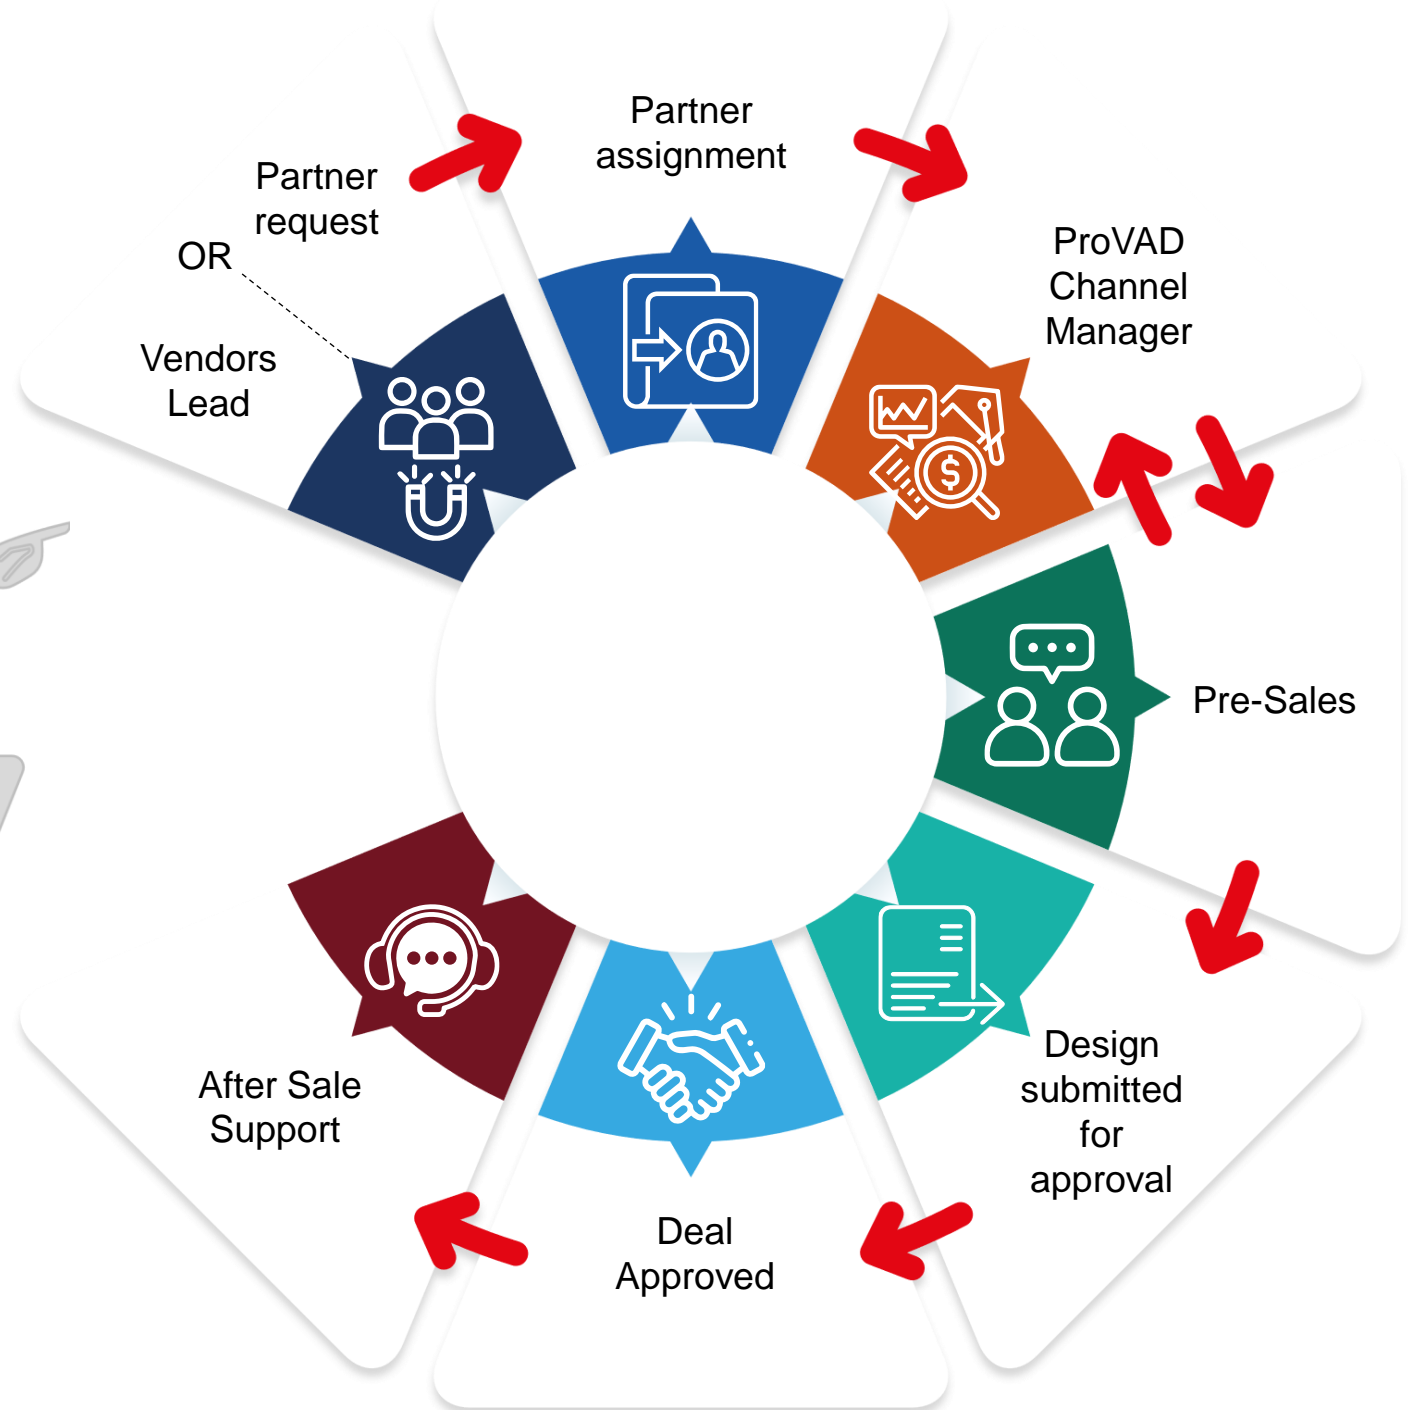 Partner
request
OR
Vendors
Lead
Partner
assignment
ProVAD
Channel
Manager
$
Pre-Sales
Design
submitted
for
approval
Deal
Approved
After Sale
Support